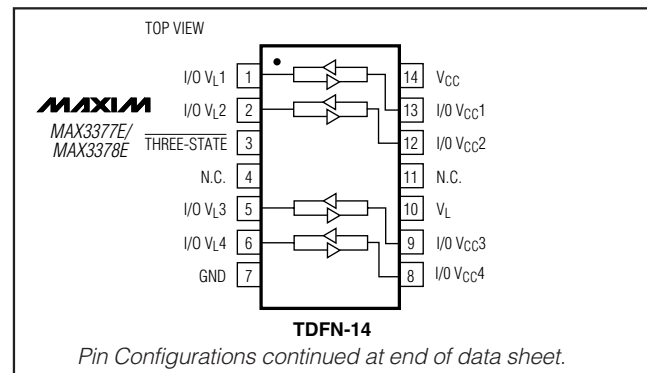 TOP VIEW
I/O VL1 1 14 VCC
MAXIM
I/O VL2 2 13 I/O VCC1
MAX3377E/
MAX3378E
THREE-STATE 3 12 I/O VCC2
N.C. 4 11 N.C.
I/O VL3 5 10 VL
I/O VL4 6 9 I/O VCC3
GND 7 8 I/O VCC4
TDFN-14
Pin Configurations continued at end of data sheet.